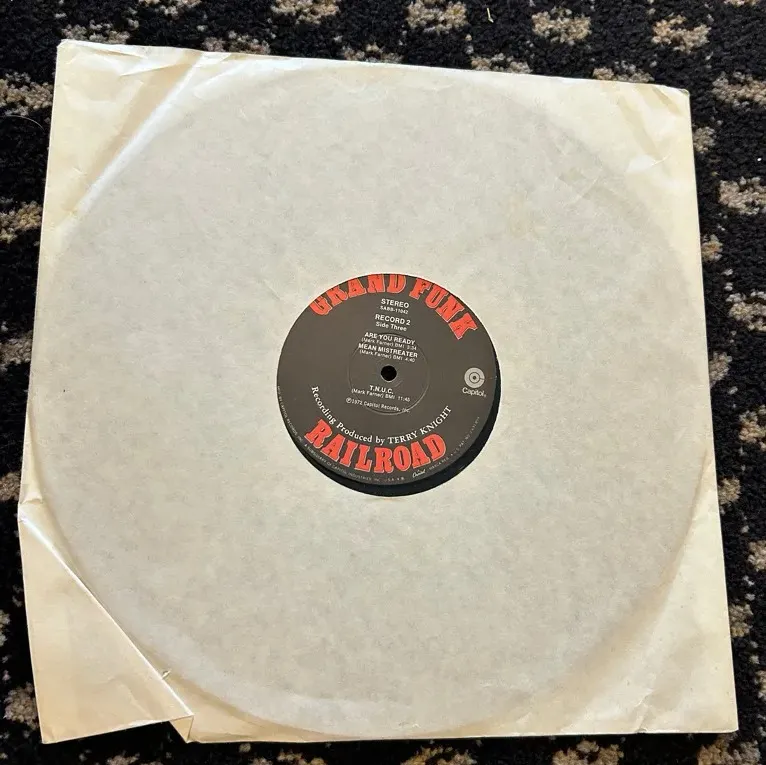 GRAND FUNK
STEREO
SABB-11042
RECORD 2
Side Three
ARE YOU READY
(Mark Farner) BMI 3:34
MEAN MISTREATER
(Mark Farner) BMI 4:40
T.N.U.C.
(Mark Farner) BMI 11:45
Ⓟ1972 Capitol Records, Inc.
Capitol®
Recording Produced by TERRY KNIGHT
RAILROAD